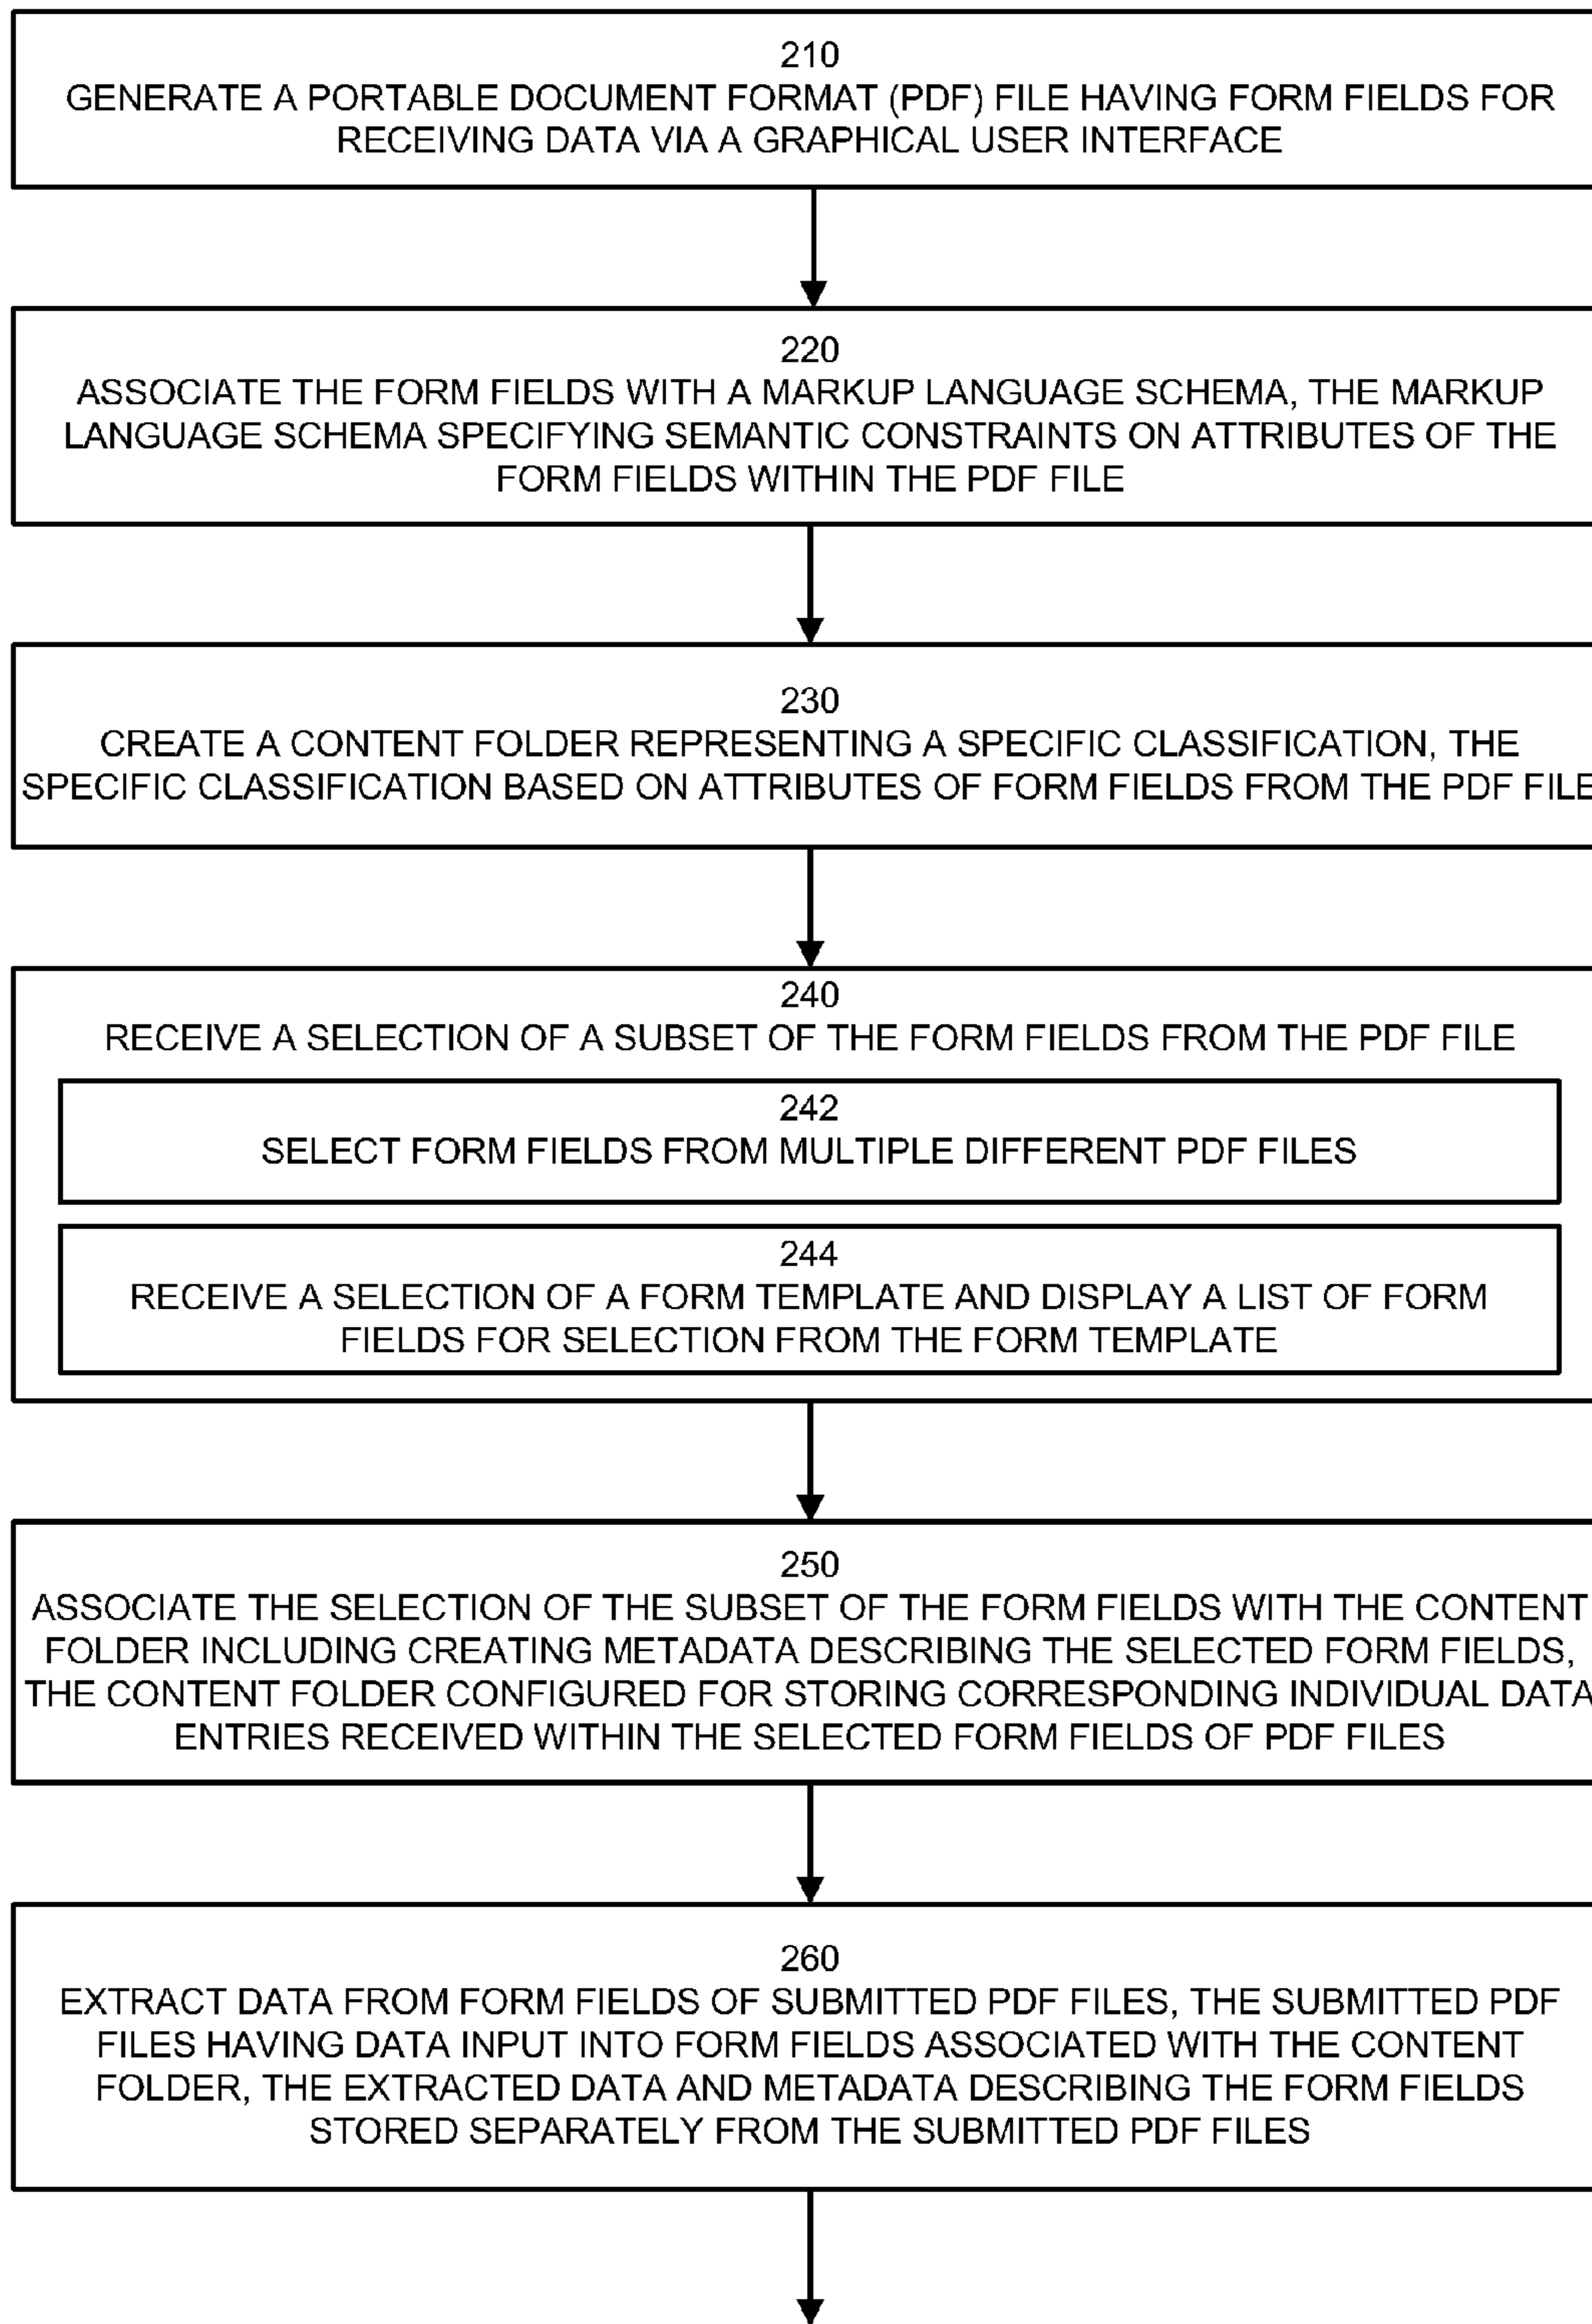 210
GENERATE A PORTABLE DOCUMENT FORMAT (PDF) FILE HAVING FORM FIELDS FOR
RECEIVING DATA VIA A GRAPHICAL USER INTERFACE
220
ASSOCIATE THE FORM FIELDS WITH A MARKUP LANGUAGE SCHEMA, THE MARKUP
LANGUAGE SCHEMA SPECIFYING SEMANTIC CONSTRAINTS ON ATTRIBUTES OF THE
FORM FIELDS WITHIN THE PDF FILE
230
CREATE A CONTENT FOLDER REPRESENTING A SPECIFIC CLASSIFICATION, THE
SPECIFIC CLASSIFICATION BASED ON ATTRIBUTES OF FORM FIELDS FROM THE PDF FILE
240
RECEIVE A SELECTION OF A SUBSET OF THE FORM FIELDS FROM THE PDF FILE
242
SELECT FORM FIELDS FROM MULTIPLE DIFFERENT PDF FILES
244
RECEIVE A SELECTION OF A FORM TEMPLATE AND DISPLAY A LIST OF FORM
FIELDS FOR SELECTION FROM THE FORM TEMPLATE
250
ASSOCIATE THE SELECTION OF THE SUBSET OF THE FORM FIELDS WITH THE CONTENT
FOLDER INCLUDING CREATING METADATA DESCRIBING THE SELECTED FORM FIELDS,
THE CONTENT FOLDER CONFIGURED FOR STORING CORRESPONDING INDIVIDUAL DATA
ENTRIES RECEIVED WITHIN THE SELECTED FORM FIELDS OF PDF FILES
260
EXTRACT DATA FROM FORM FIELDS OF SUBMITTED PDF FILES, THE SUBMITTED PDF
FILES HAVING DATA INPUT INTO FORM FIELDS ASSOCIATED WITH THE CONTENT
FOLDER, THE EXTRACTED DATA AND METADATA DESCRIBING THE FORM FIELDS
STORED SEPARATELY FROM THE SUBMITTED PDF FILES